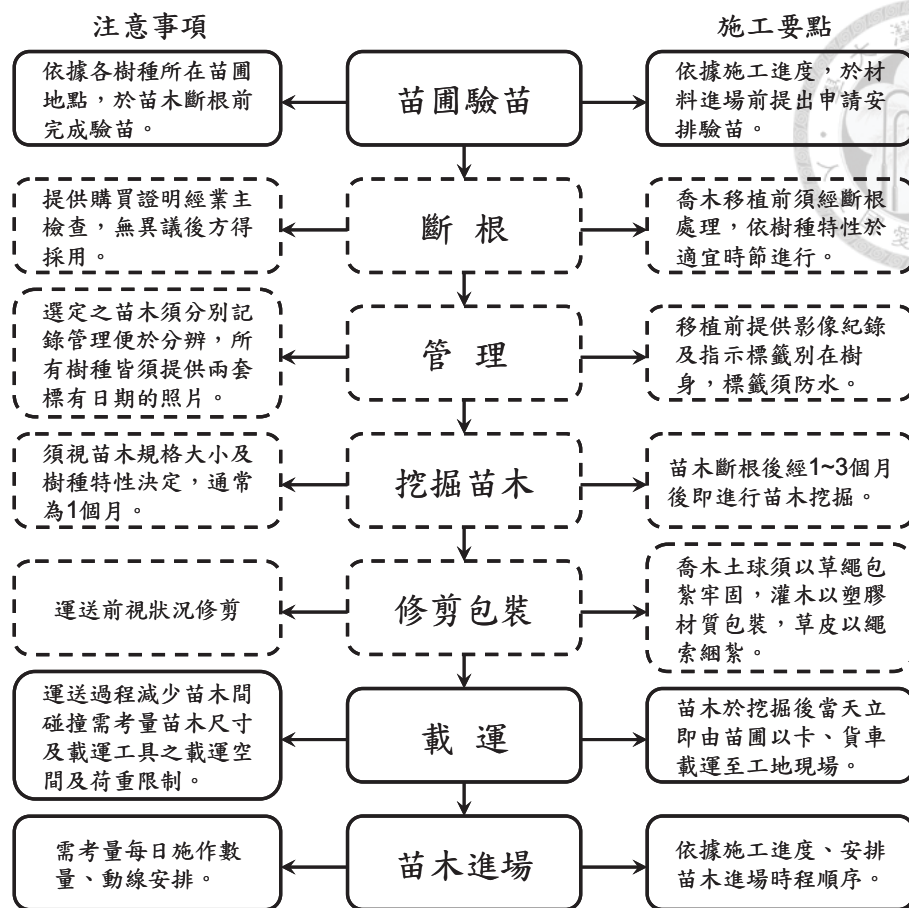 注意事項
施工要點
依據各樹種所在苗圃
地點，於苗木斷根前
完成驗苗。
苗圃驗苗
依據施工進度，於材
料進場前提出申請安
排驗苗。
提供購買證明經業主
檢查，無異議後方得
採用。
斷根
喬木移植前須經斷根
處理，依樹種特性於
適宜時節進行。
選定之苗木須分別記
錄管理便於分辨，所
有樹種皆須提供兩套
標有日期的照片。
管理
移植前提供影像紀錄
及指示標籤別在樹
身，標籤須防水。
須視苗木規格大小及
樹種特性決定，通常
為1個月。
挖掘苗木
苗木斷根後經1~3個月
後即進行苗木挖掘。
運送前視狀況修剪
修剪包裝
喬木土球須以草繩包
紮牢固，灌木以塑膠
材質包裝，草皮以繩
索綑紮。
運送過程減少苗木間
碰撞需考量苗木尺寸
及載運工具之載運空
間及荷重限制。
載運
苗木於挖掘後當天立
即由苗圃以卡、貨車
載運至工地現場。
需考量每日施作數
量、動線安排。
苗木進場
依據施工進度、安排
苗木進場時程順序。